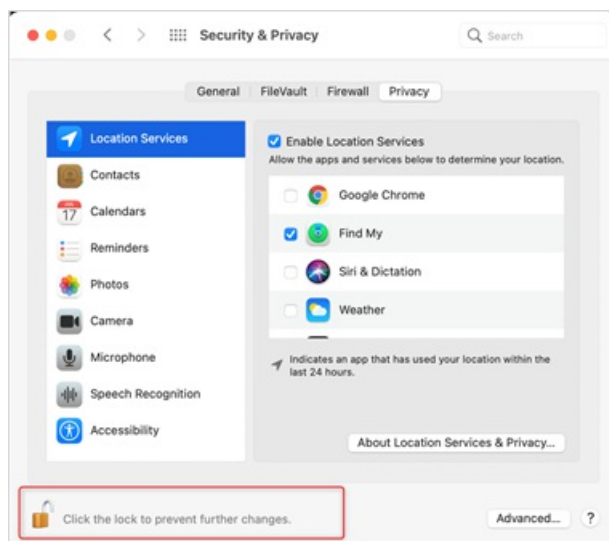 Security & Privacy
Search
General
FileVault
Firewall
Privacy
Location Services
Contacts
17
Calendars
Reminders
Photos
Camera
Microphone
Speech Recognition
Accessibility
Enable Location Services
Allow the apps and services below to determine your location.
Google Chrome
Find My
Siri & Dictation
Weather
Indicates an app that has used your location within the
last 24 hours.
About Location Services & Privacy...
Click the lock to prevent further changes.
Advanced...
?